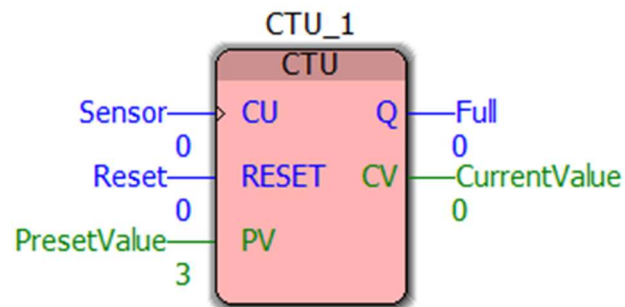 CTU_1
CTU
Sensor CU Q Full
0 0
Reset RESET CV CurrentValue
0 0
PresetValue PV
3